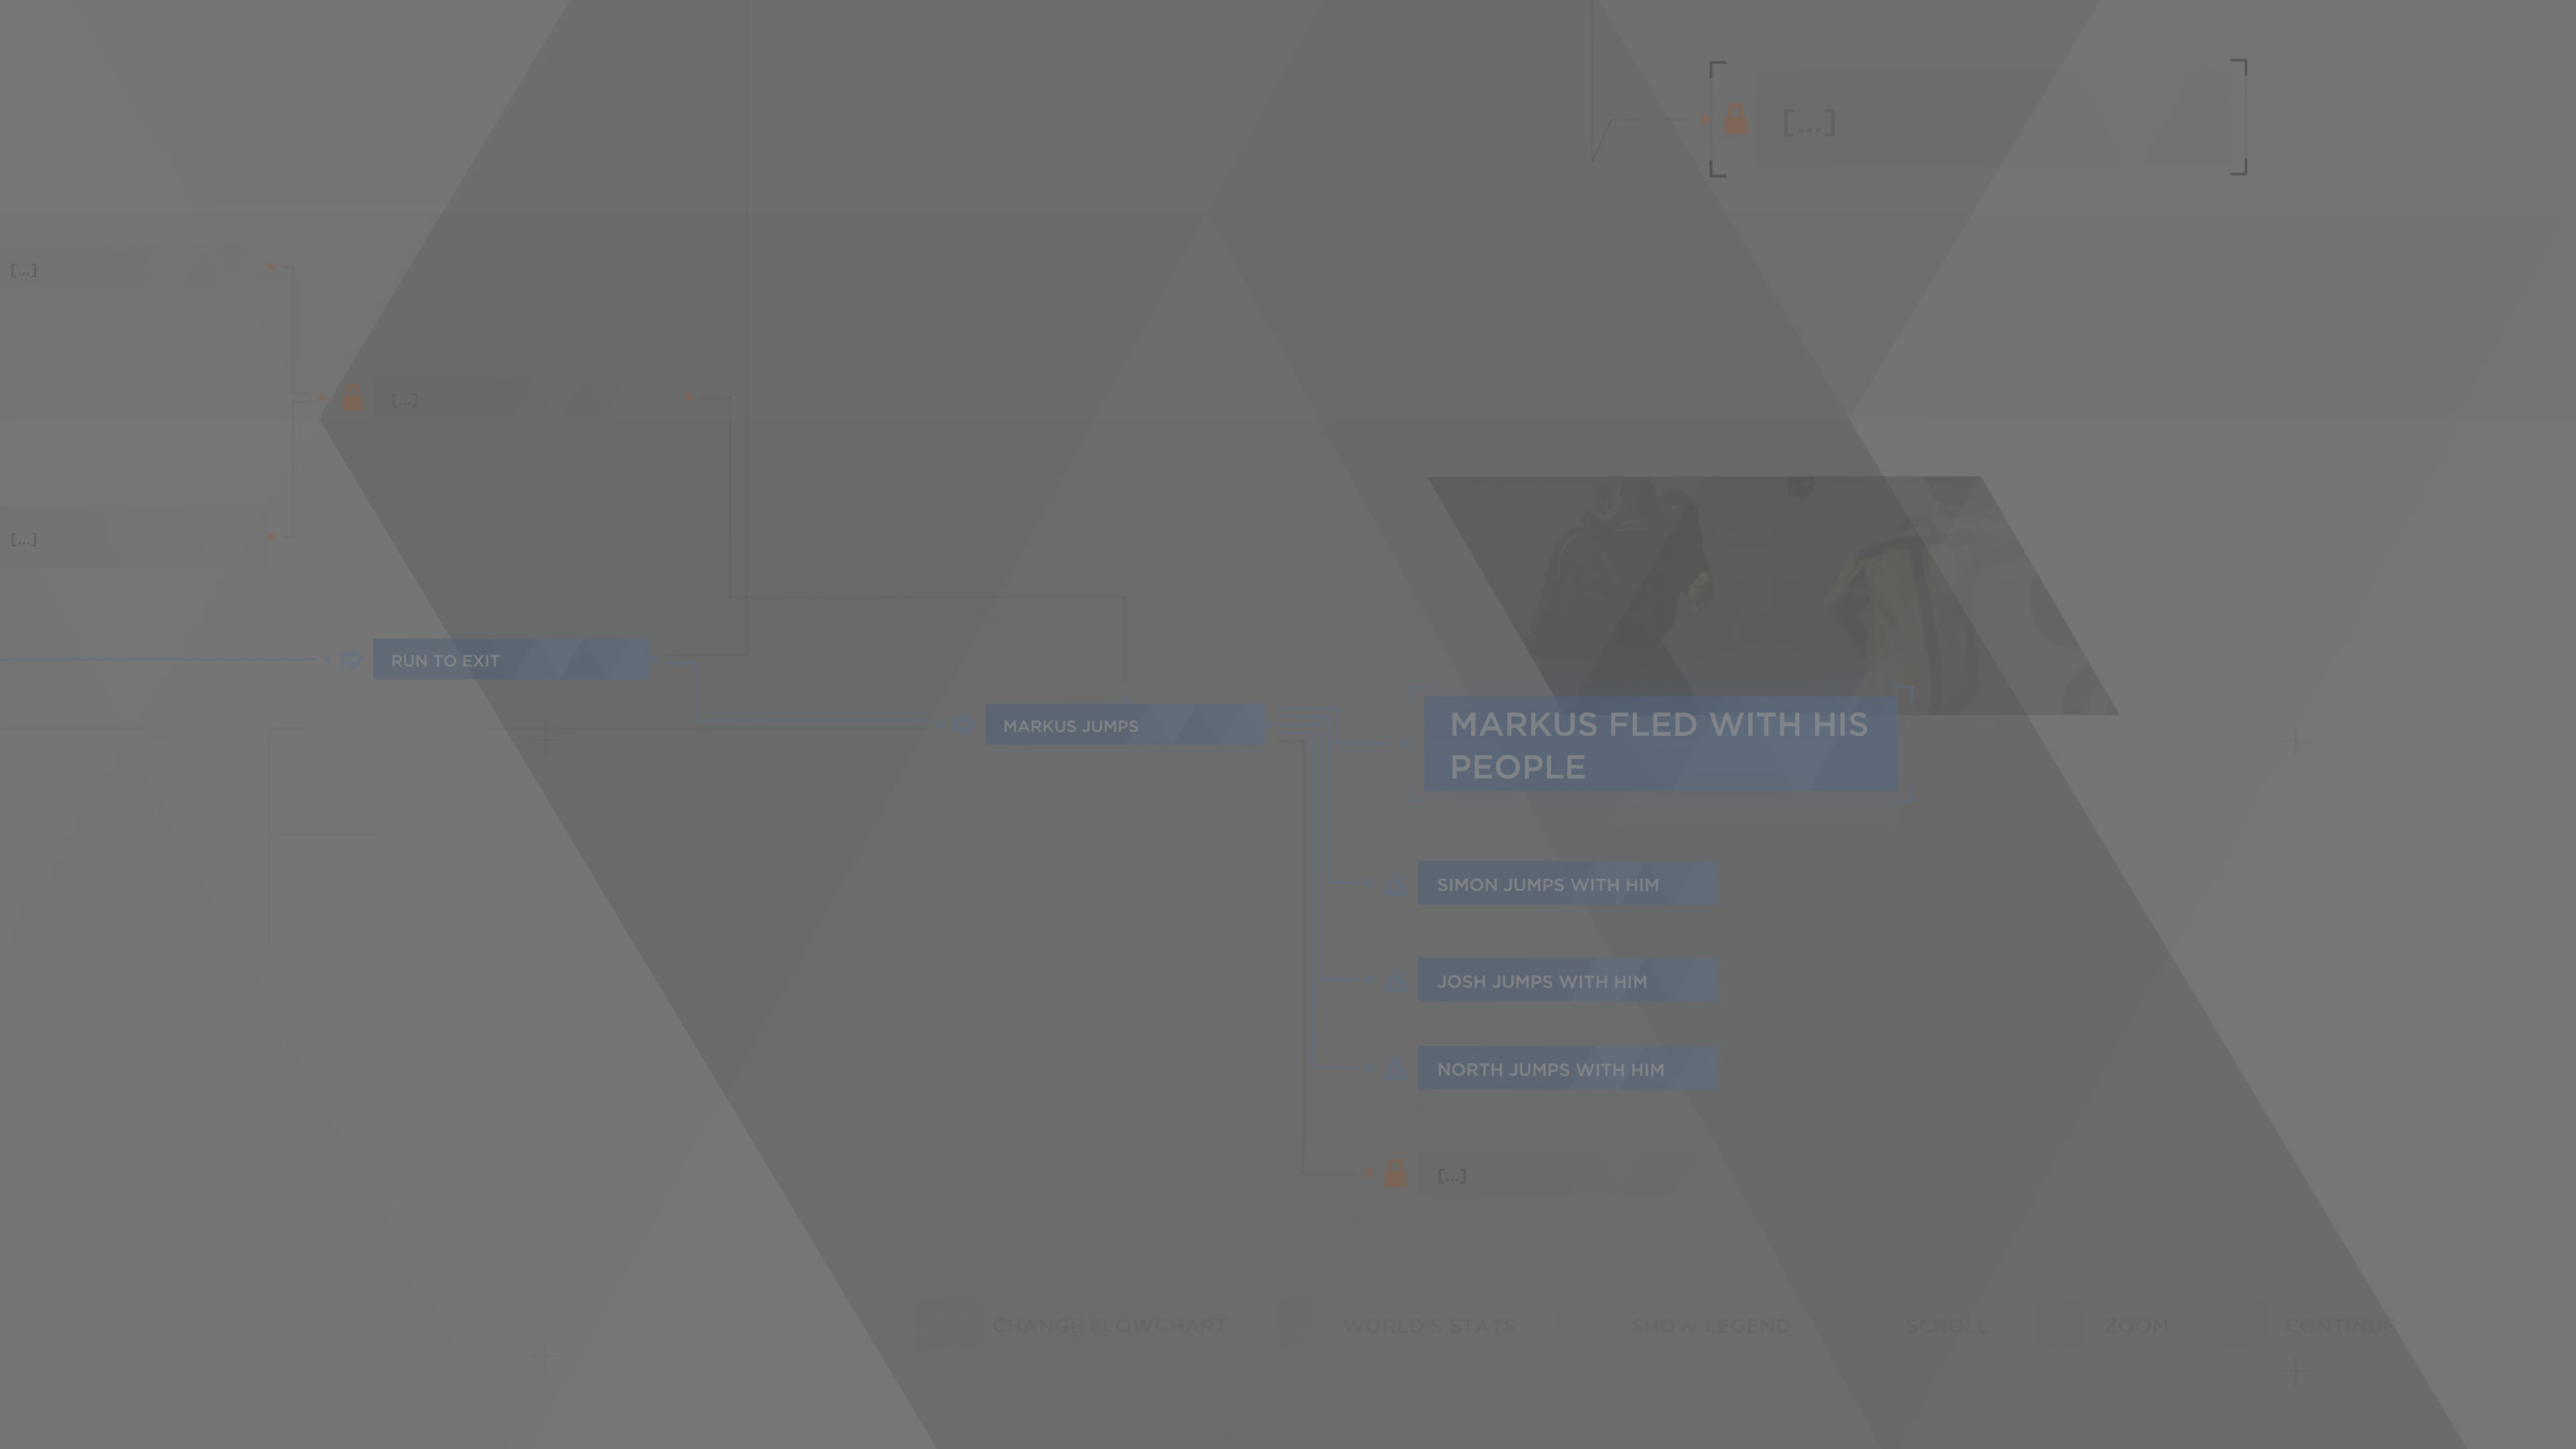 [...]
[...]
[...]
[...]
RUN TO EXIT
MARKUS JUMPS
MARKUS FLED WITH HIS
PEOPLE
SIMON JUMPS WITH HIM
JOSH JUMPS WITH HIM
NORTH JUMPS WITH HIM
[...]
CHANGE FLOWCHART
WORLD'S STATS
SHOW LEGEND
SCROLL
ZOOM
CONTINUE